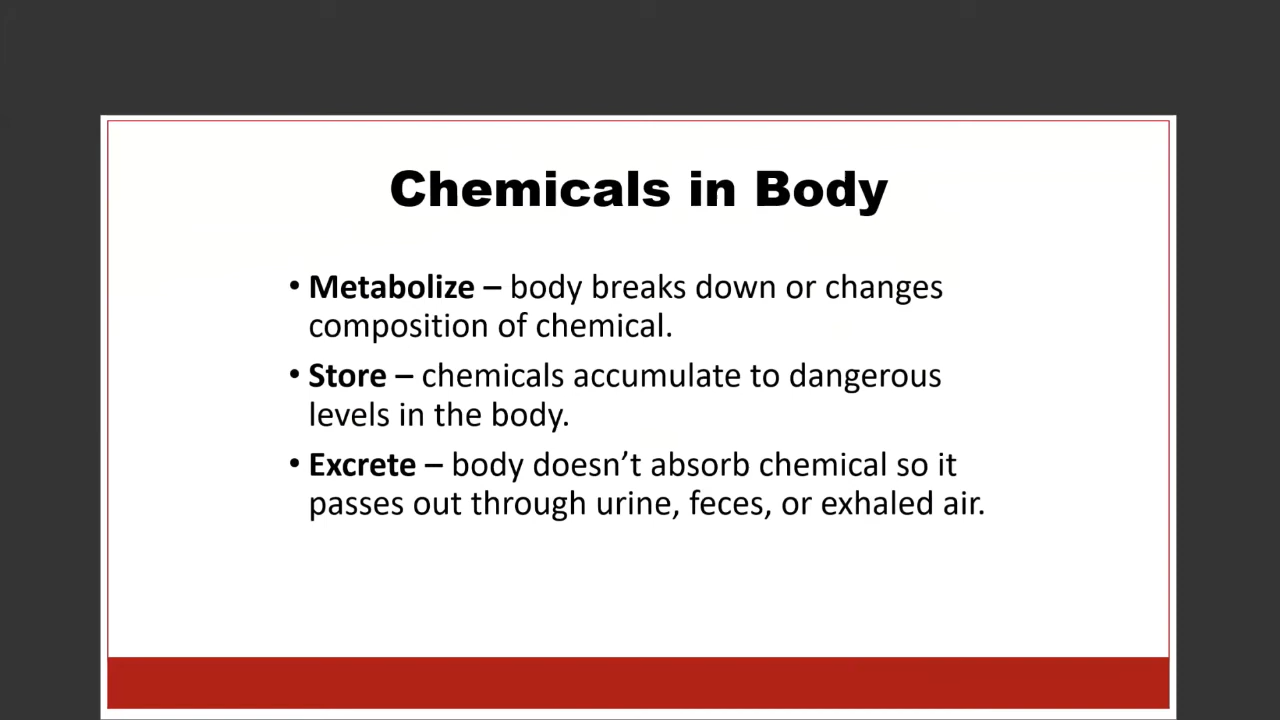 Chemicals in Body
• Metabolize – body breaks down or changes
composition of chemical.
• Store – chemicals accumulate to dangerous
levels in the body.
• Excrete – body doesn’t absorb chemical so it
passes out through urine, feces, or exhaled air.